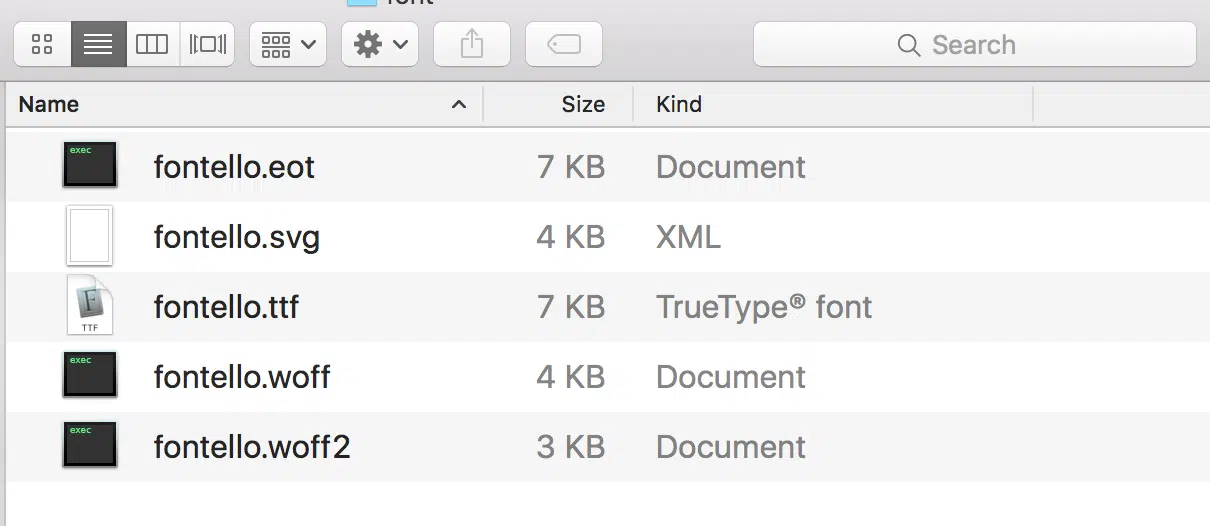 font
Search
Name Size Kind
exec fontello.eot 7 KB Document
fontello.svg 4 KB XML
TTF fontello.ttf 7 KB TrueType® font
exec fontello.woff 4 KB Document
exec fontello.woff2 3 KB Document